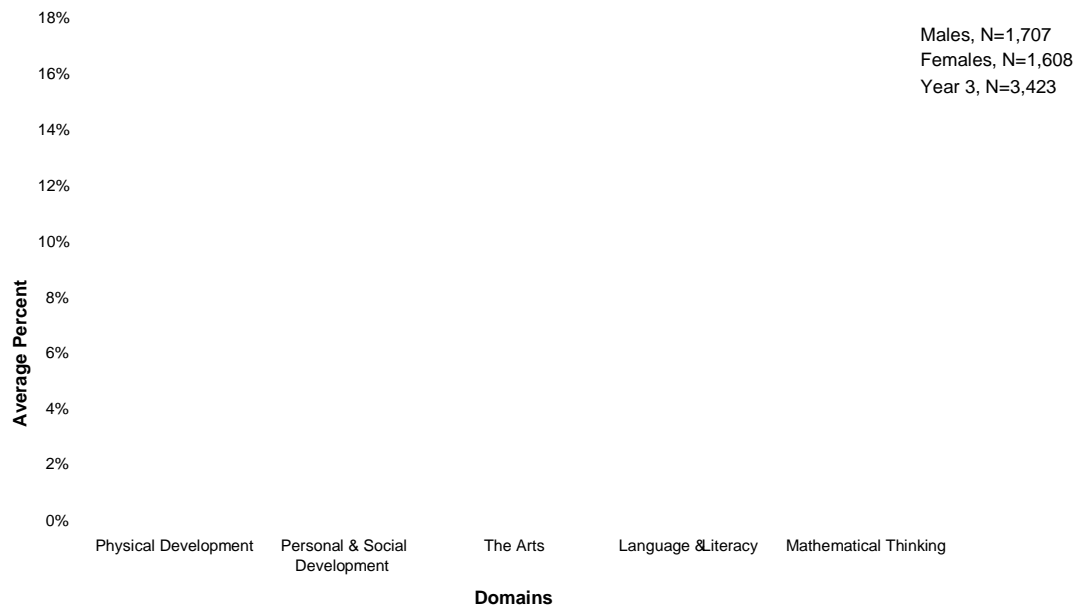 18%
Males, N=1,707
16%
Females, N=1,608
Year 3, N=3,423
14%
12%
10%
8%
6%
4%
2%
0%
Average Percent
Physical Development
Personal & Social
Development
The Arts
Language &Literacy
Mathematical Thinking
Domains